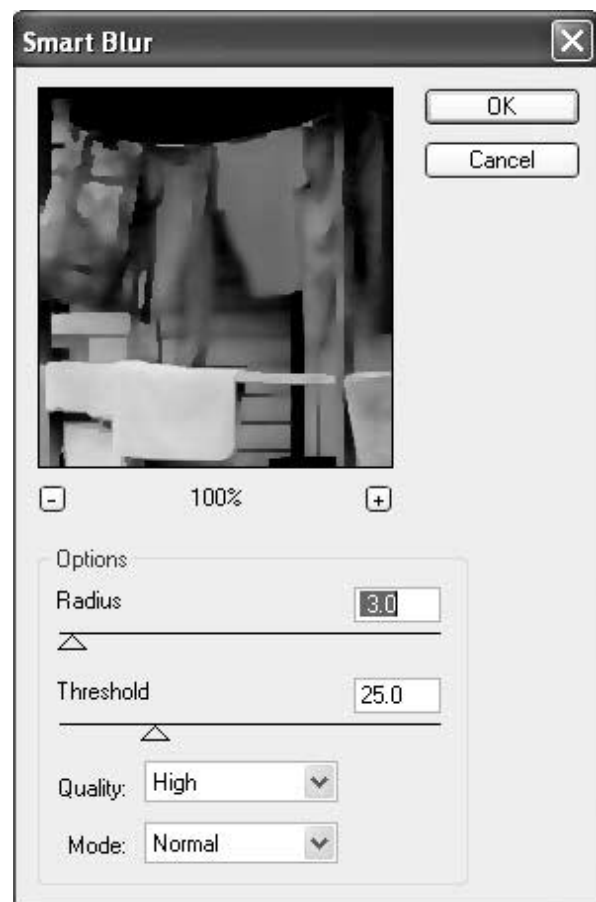 Smart Blur
OK
Cancel
- 100% +
Options
Radius 3.0
Threshold 25.0
Quality: High
Mode: Normal